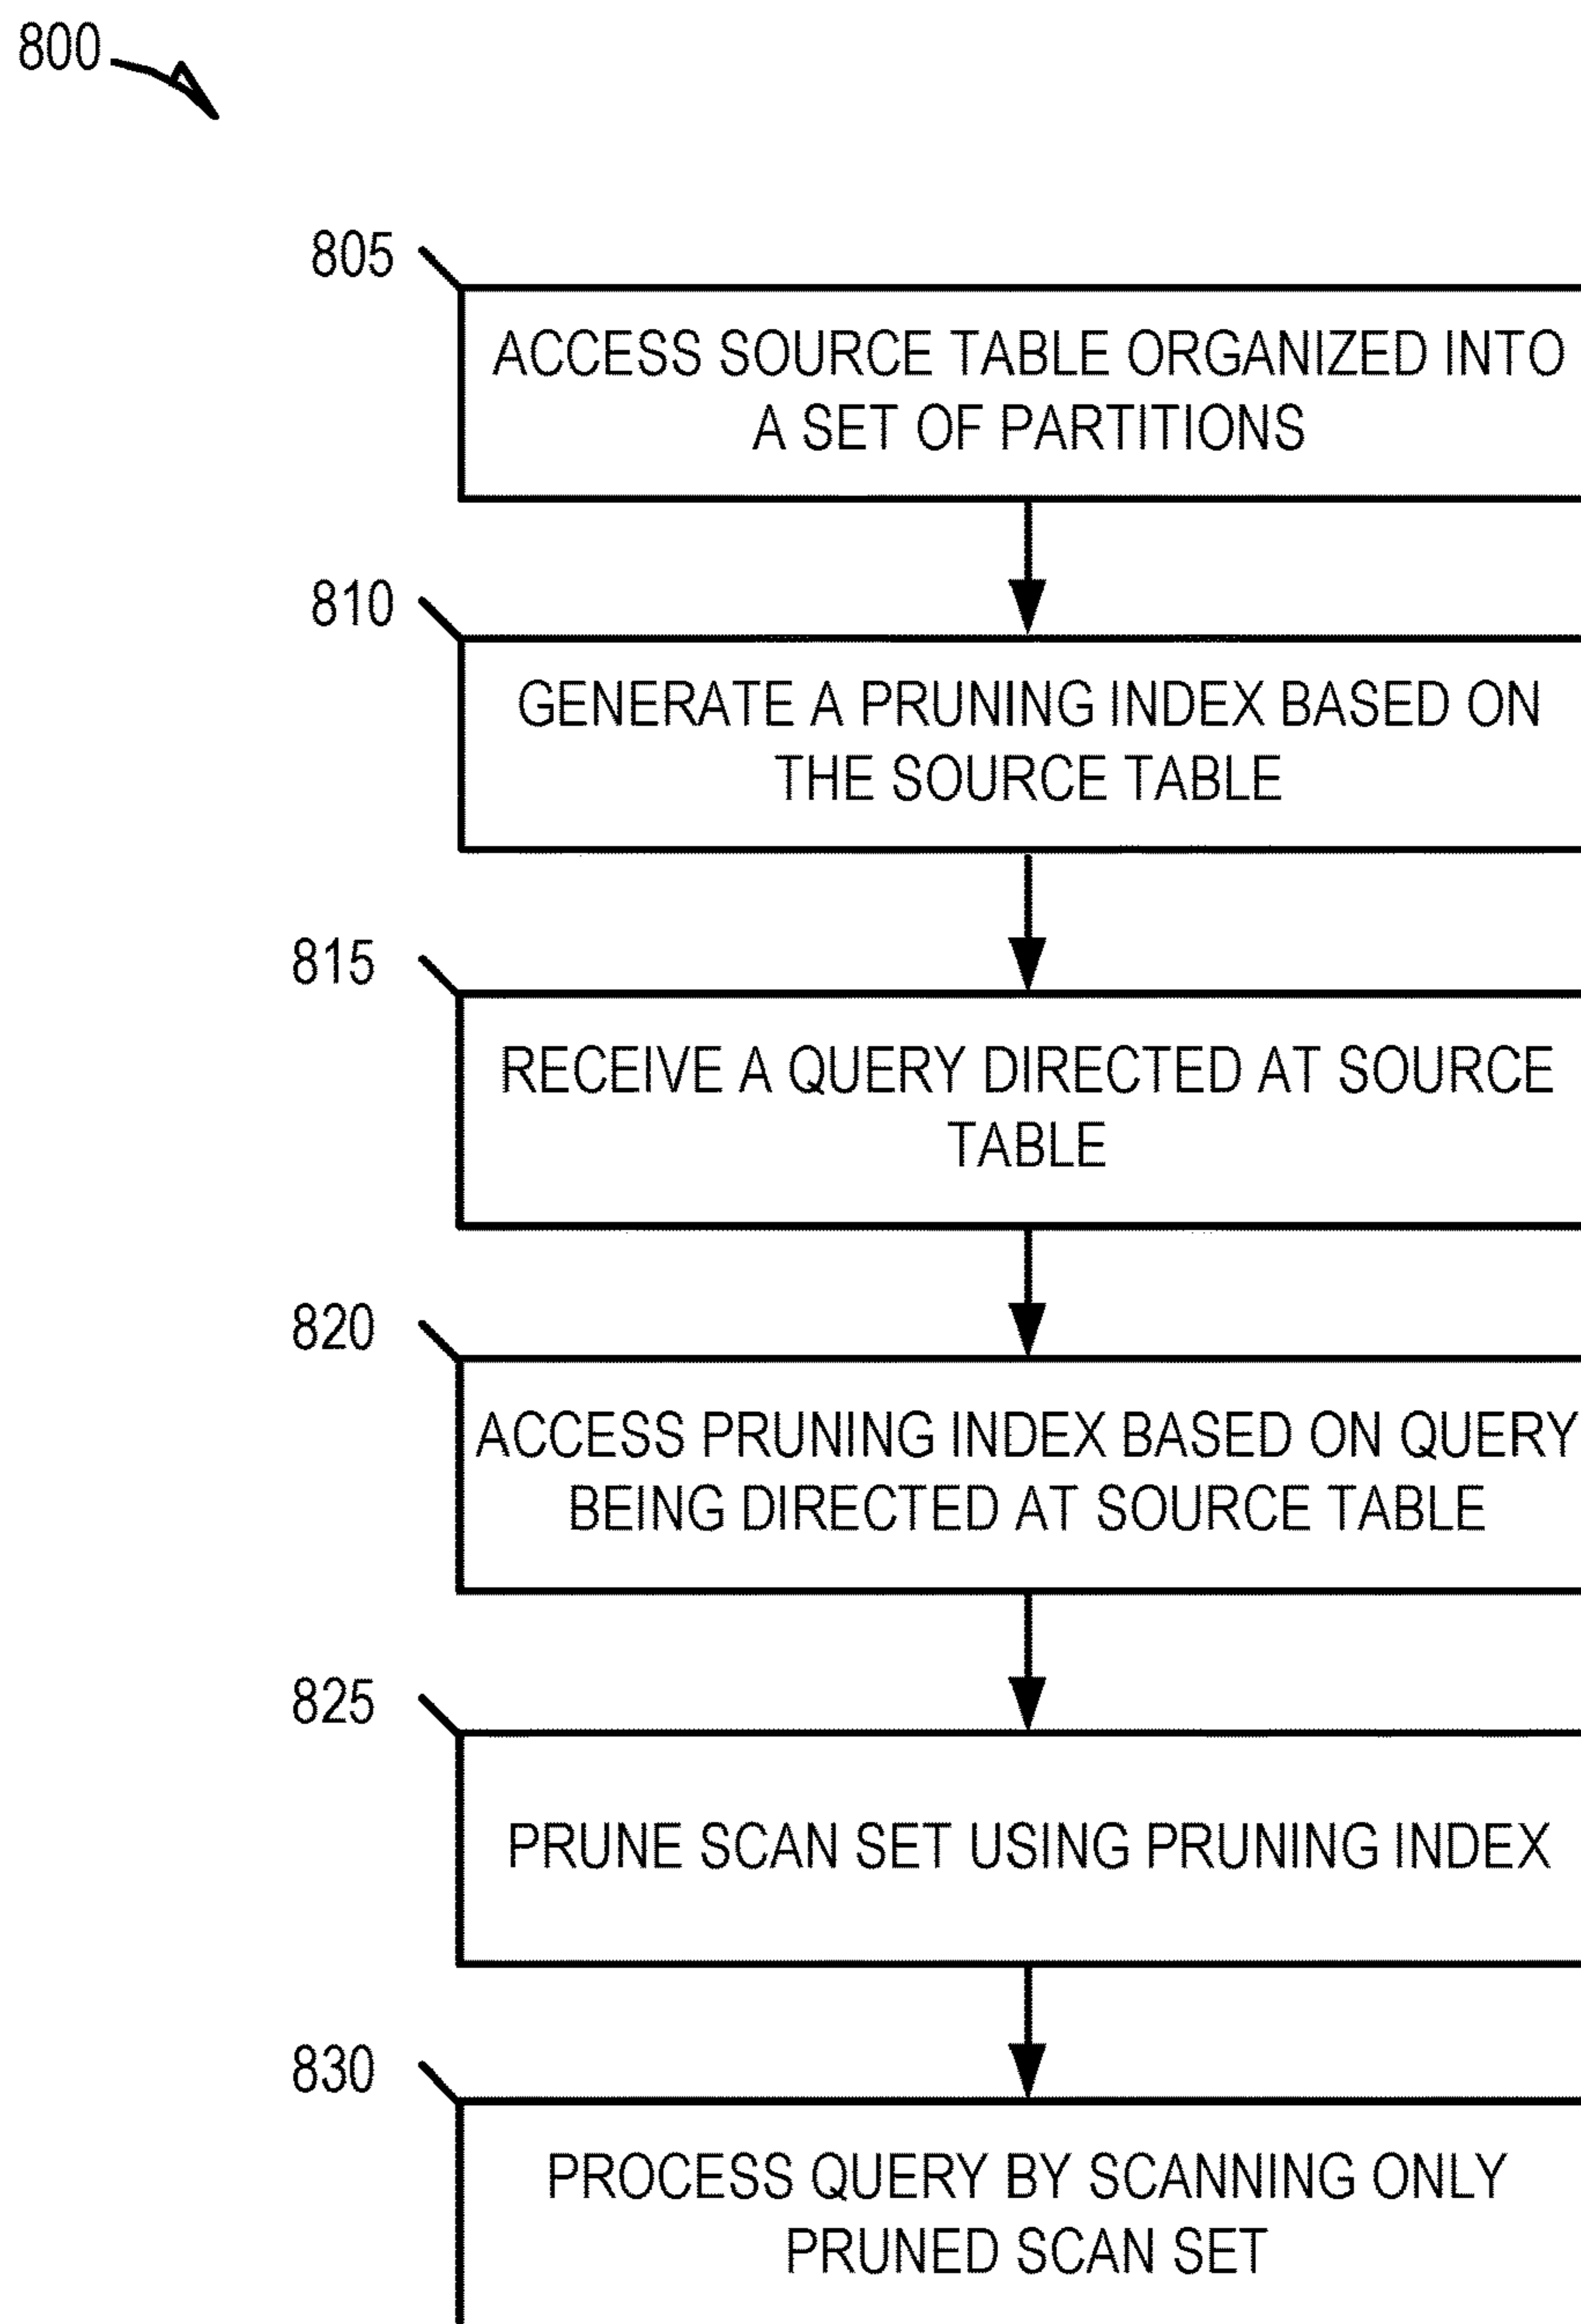 800
805
ACCESS SOURCE TABLE ORGANIZED INTO
A SET OF PARTITIONS
810
GENERATE A PRUNING INDEX BASED ON
THE SOURCE TABLE
815
RECEIVE A QUERY DIRECTED AT SOURCE
TABLE
820
ACCESS PRUNING INDEX BASED ON QUERY
BEING DIRECTED AT SOURCE TABLE
825
PRUNE SCAN SET USING PRUNING INDEX
830
PROCESS QUERY BY SCANNING ONLY
PRUNED SCAN SET